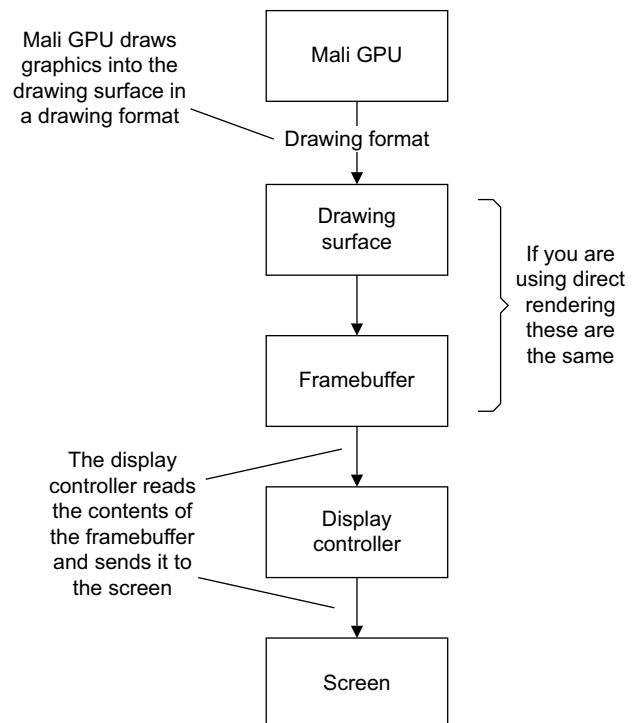 Mali GPU draws
graphics into the
drawing surface in
a drawing format
Mali GPU
Drawing format
Drawing
surface
If you are
using direct
rendering
these are
the same
Framebuffer
The display
controller reads
the contents of
the framebuffer
and sends it to
the screen
Display
controller
Screen